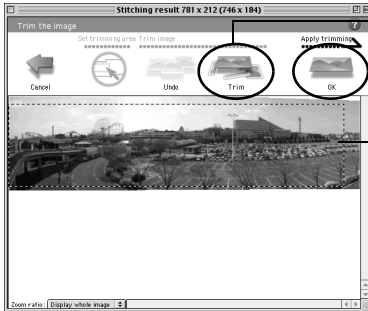 Stitching result 781 x 212 (746 x 184)
Trim the image ?
Set trimming area Trim image Apply trimming
Cancel Undo Trim OK
Zoom ratio: Display whole image